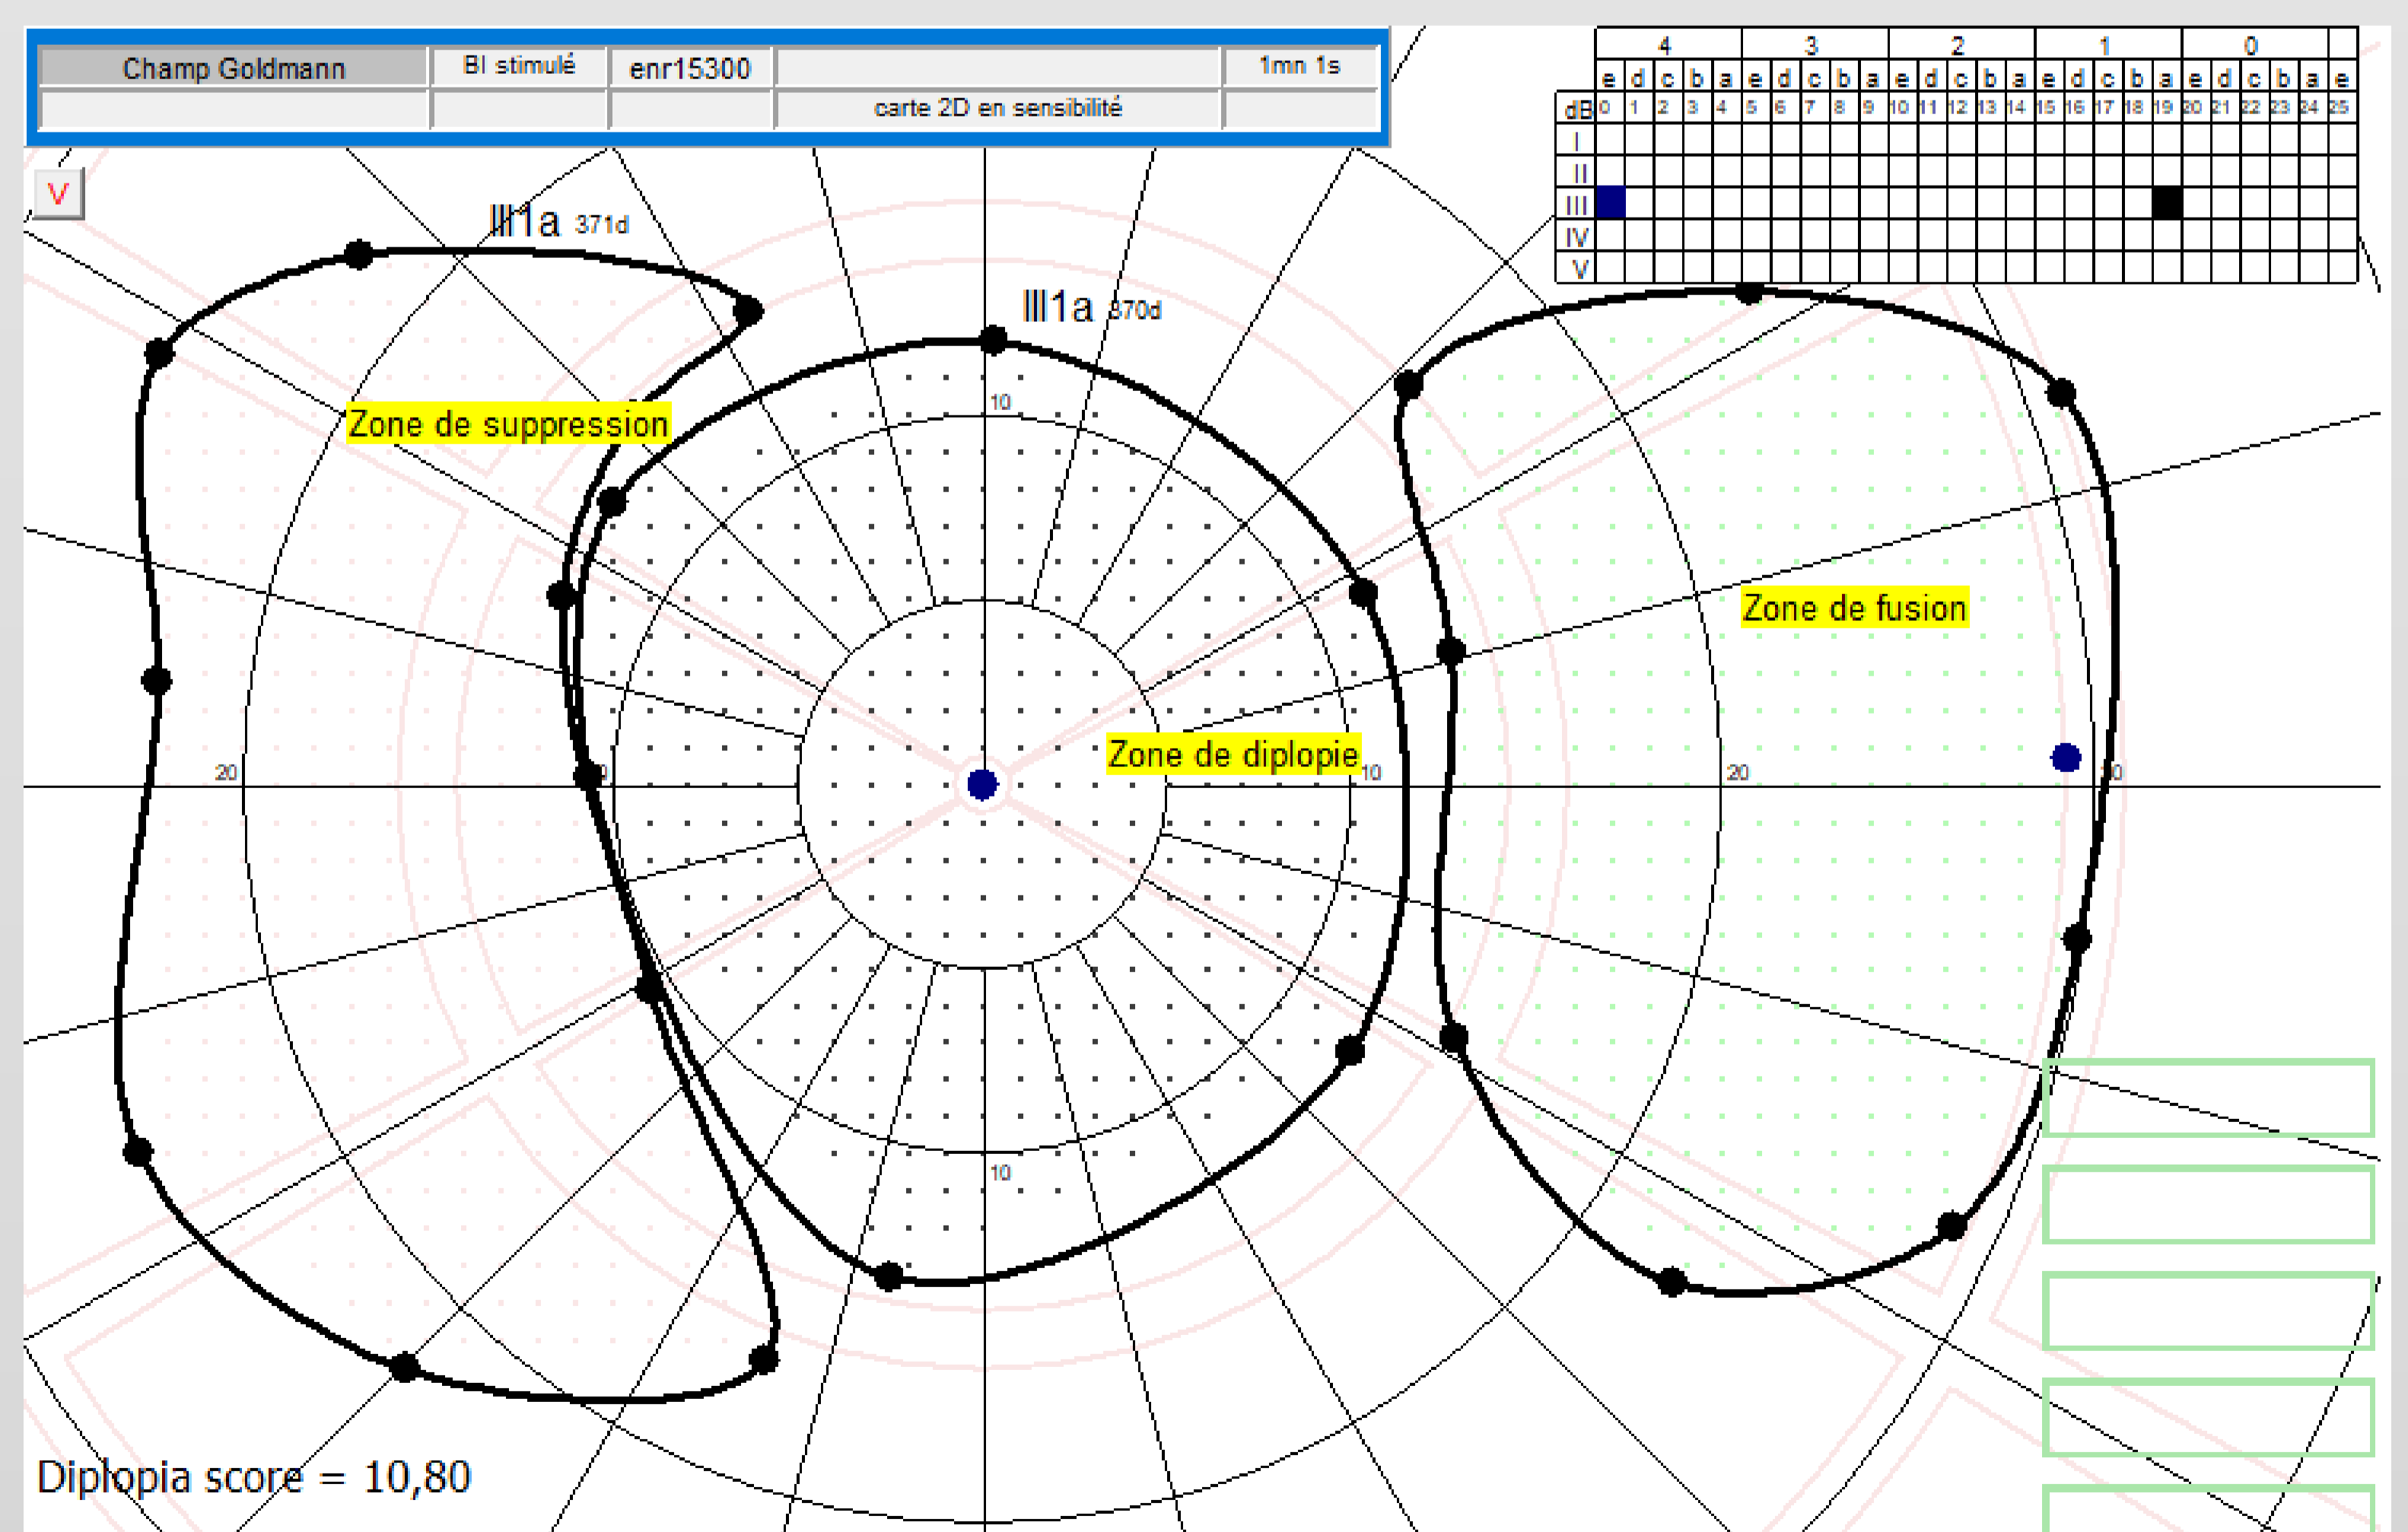 Champ Goldmann BI stimulé enr15300 1mn 1s
carte 2D en sensibilité
4 3 2 1 0
e d c b a e d c b a e d c b a e d c b a e d c b a e
dB 0 1 2 3 4 5 6 7 8 9 10 11 12 13 14 15 16 17 18 19 20 21 22 23 24 25
I
II
III
IV
V
V
III1a 371d
III1a 370d
10
Zone de suppression
Zone de fusion
Zone de diplopie
20 10 20
10
Diplopia score = 10,80